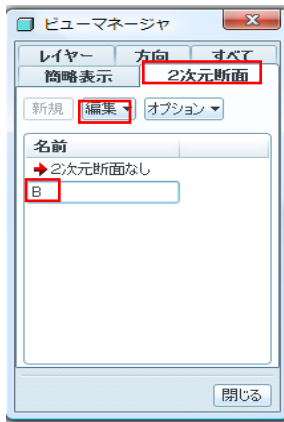 ビューマネージャ
レイヤー 方向 すべて
簡略表示 2次元断面
新規 編集 オプション
名前
2次元断面なし
B
閉じる